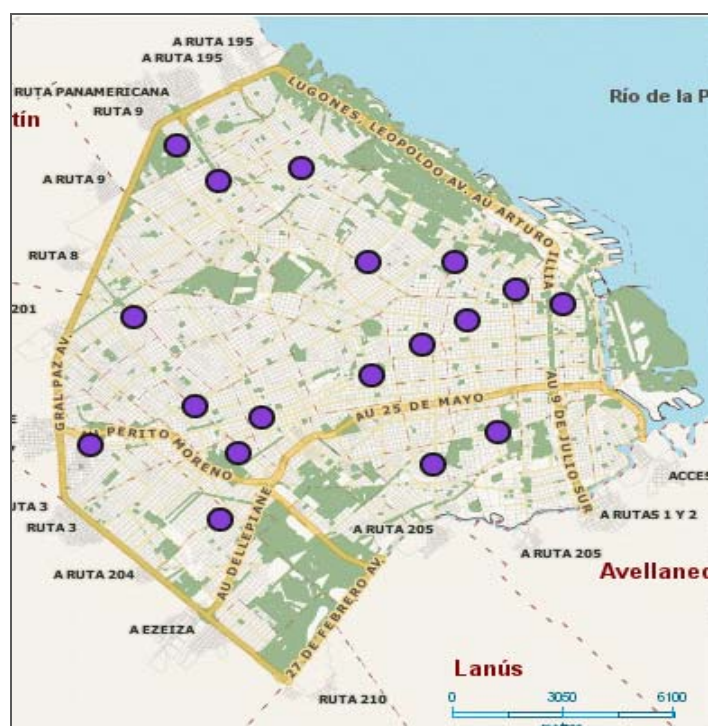 A RUTA 195
A RUTA 195
RUTA PANAMERICANA
RUTA 9
Río de la P
tín
LUGONES, LEOPOLDO AV. AU ARTURO ILLIA
A RUTA 9
RUTA 8
201
GRAL PAZ AV.
AU 25 DE MAYO
AU 9 DE JULIO SUR
PERITO MORENO
ACCES
UTA 3
RUTA 3
A RUTAS 1 Y 2
A RUTA 205
A RUTA 205
AU DELLEPIANE
A RUTA 204
Avellaned
27 DE FEBRERO AV.
A EZEIZA
Lanús
RUTA 210
0 3050 6100